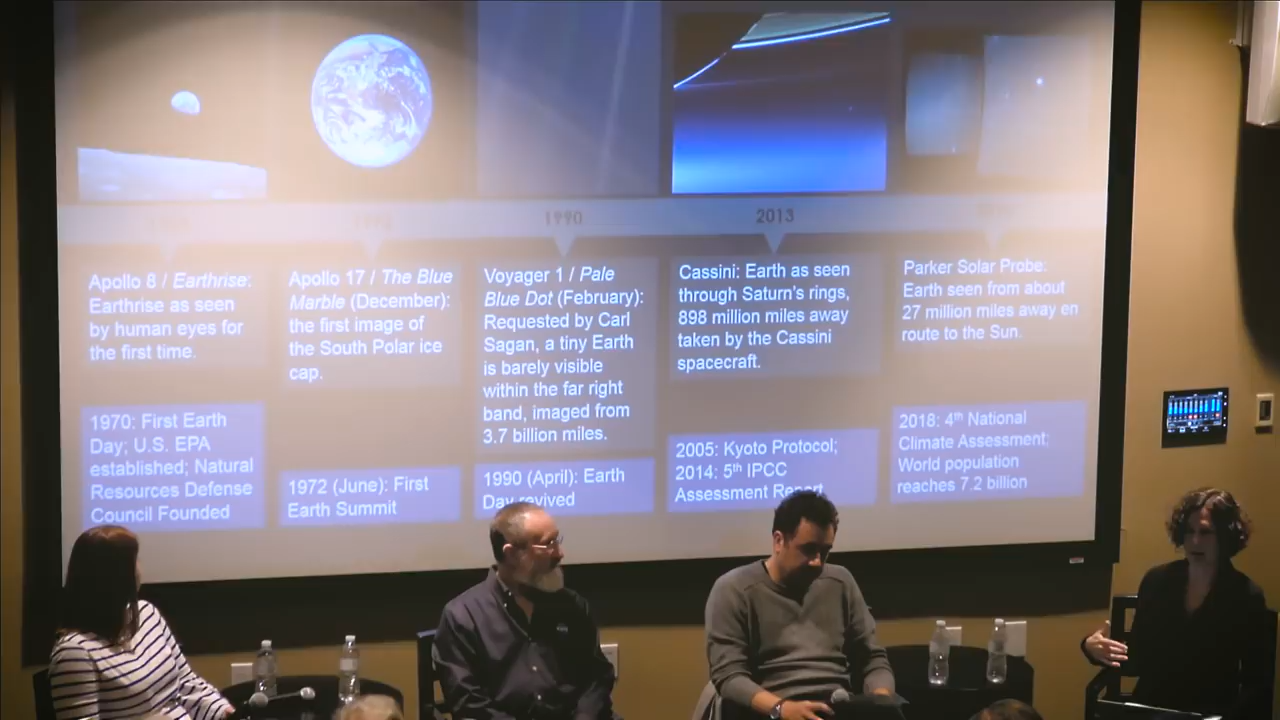 1990
2013
Apollo 8 / Earthrise:
Earthrise as seen
by human eyes for
the first time.
1970: First Earth
Day; U.S. EPA
established; Natural
Resources Defense
Council Founded
Apollo 17 / The Blue
Marble (December):
the first image of
the South Polar ice
cap.
1972 (June): First
Earth Summit
Voyager 1 / Pale
Blue Dot (February):
Requested by Carl
Sagan, a tiny Earth
is barely visible
within the far right
band, imaged from
3.7 billion miles.
1990 (April): Earth
Day revived
Cassini: Earth as seen
through Saturn's rings,
898 million miles away
taken by the Cassini
spacecraft.
2005: Kyoto Protocol;
2014: 5th IPCC
Assessment Report
Parker Solar Probe:
Earth seen from about
27 million miles away en
route to the Sun.
2018: 4th National
Climate Assessment;
World population
reaches 7.2 billion